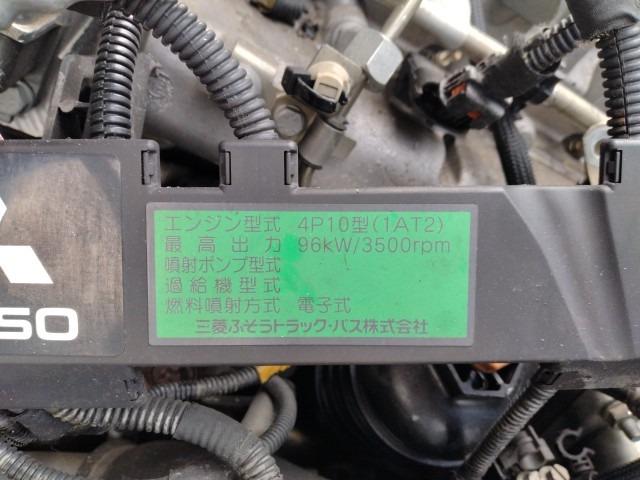 エンジン型式 4P10型(1AT2)
最高出力 96kW/3500rpm
噴射ポンプ型式
過給機型式
燃料噴射方式 電子式
三菱ふそうトラック・バス株式会社
SO